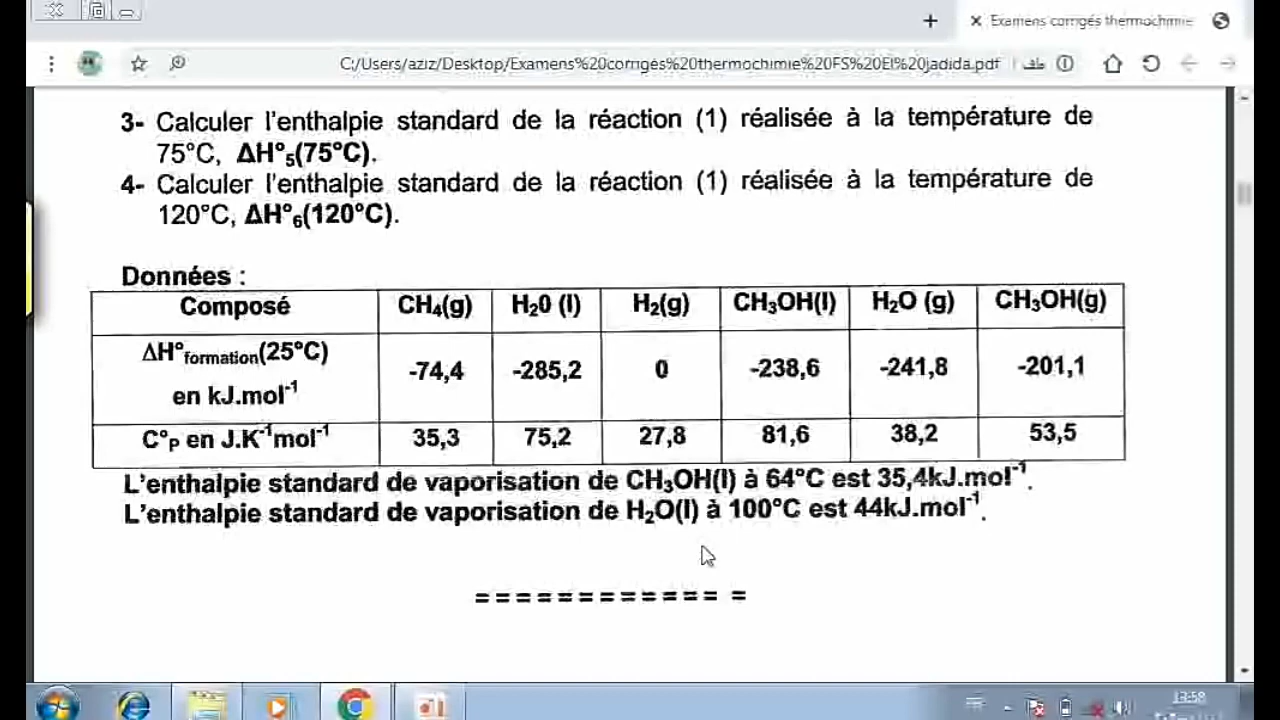 Examens corrigés thermochimie
C:/Users/aziz/Desktop/Examens%20corrigés%20thermochimie%20FS%20El%20jadida.pdf
ملف
3- Calculer l'enthalpie standard de la réaction (1) réalisée à la température de
75°C, ΔH°₅(75°C).
4- Calculer l'enthalpie standard de la réaction (1) réalisée à la température de
120°C, ΔH°₆(120°C).
Données :
Composé CH₄(g) H₂0 (l) H₂(g) CH₃OH(l) H₂O (g) CH₃OH(g)
ΔH°formation(25°C)
en kJ.mol⁻¹ -74,4 -285,2 0 -238,6 -241,8 -201,1
C°P en J.K⁻¹mol⁻¹ 35,3 75,2 27,8 81,6 38,2 53,5
L'enthalpie standard de vaporisation de CH₃OH(l) à 64°C est 35,4kJ.mol⁻¹.
L'enthalpie standard de vaporisation de H₂O(l) à 100°C est 44kJ.mol⁻¹.
= = = = = = = = = = = = =
13:58